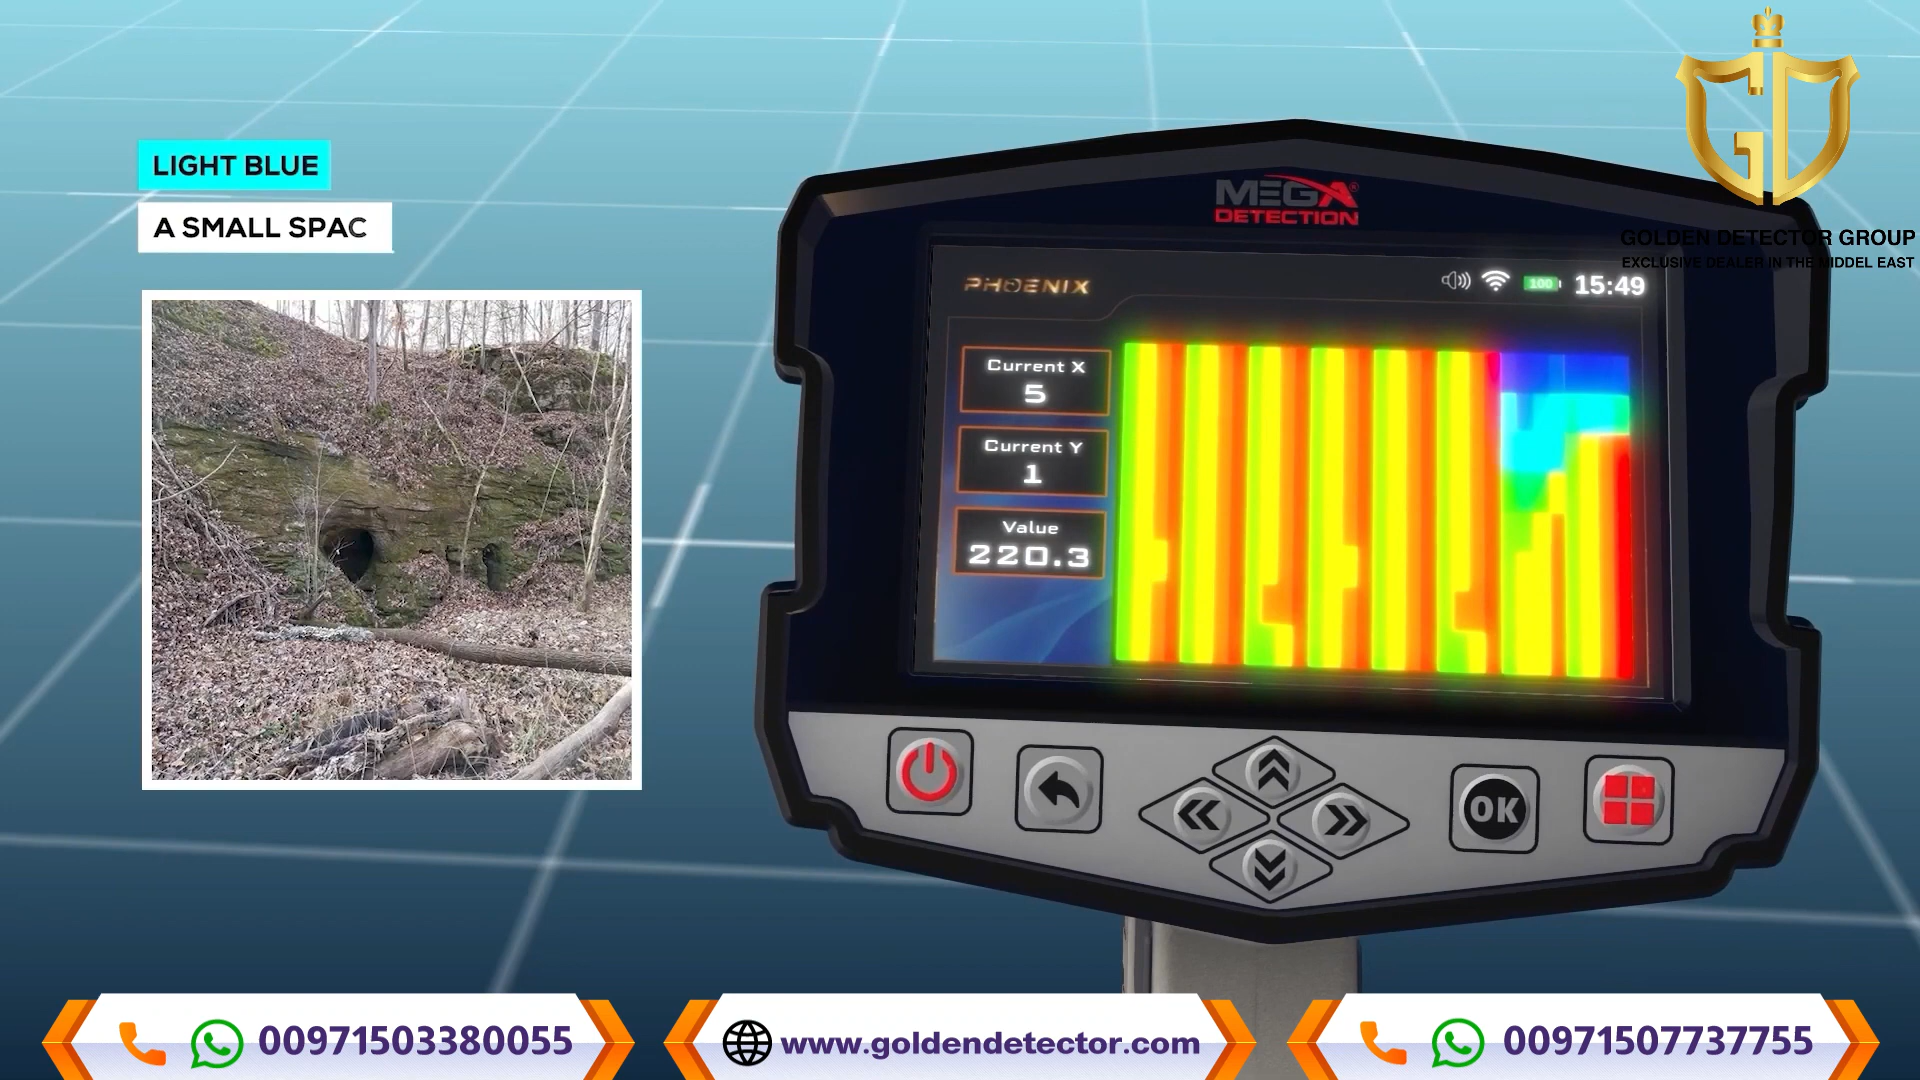 LIGHT BLUE
A SMALL SPAC
MEGA
DETECTION
GOLDEN DETECTOR GROUP
EXCLUSIVE DEALER IN THE MIDDEL EAST
PHOENIX
100
15:49
Current X
5
Current Y
1
Value
220.3
OK
00971503380055
www.goldendetector.com
00971507737755